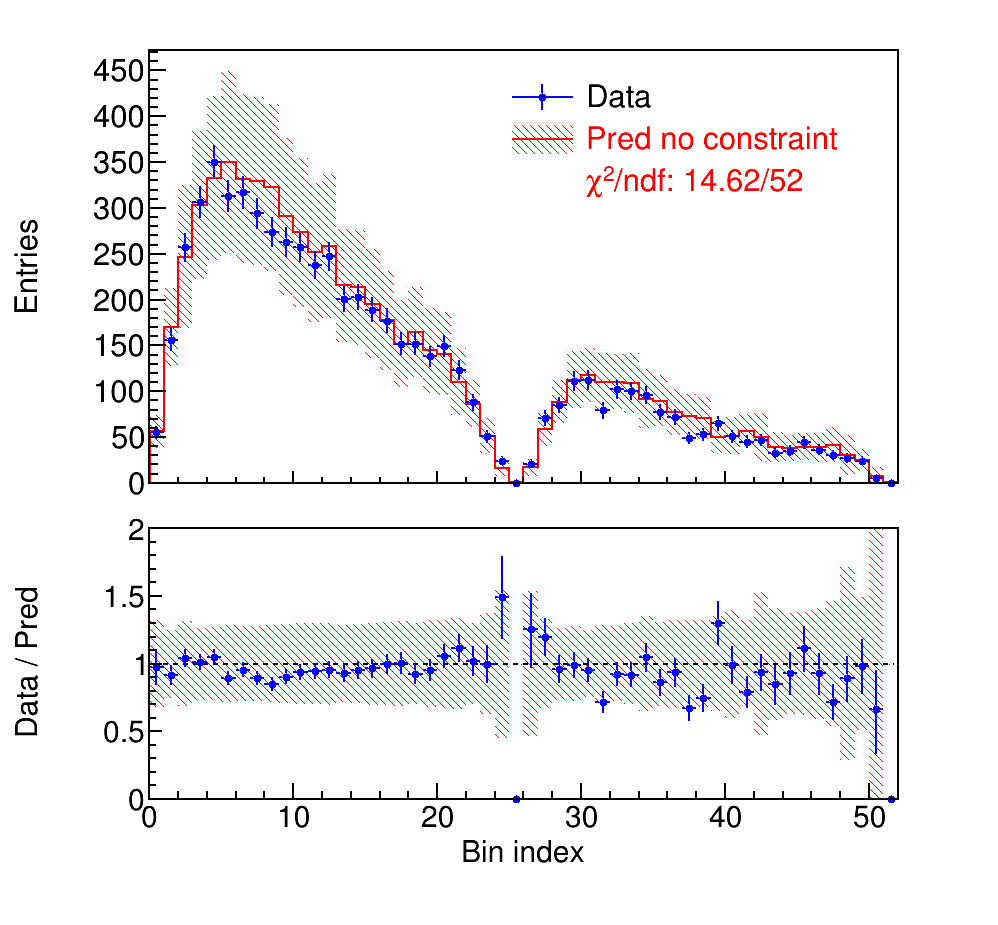 450
400
350
300
250
200
150
100
50
0
Entries
Data
Pred no constraint
χ²/ndf: 14.62/52
2
1.5
1
0.5
0
Data / Pred
0 10 20 30 40 50
Bin index